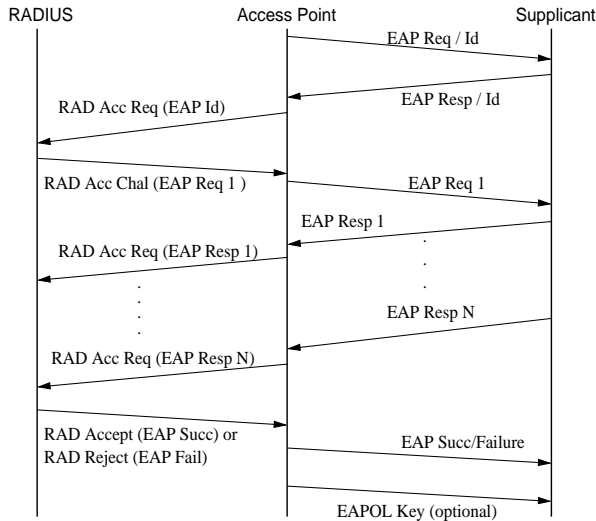 RADIUS
Access Point
Supplicant
EAP Req / Id
EAP Resp / Id
RAD Acc Req (EAP Id)
RAD Acc Chal (EAP Req 1 )
EAP Req 1
EAP Resp 1
RAD Acc Req (EAP Resp 1)
EAP Resp N
RAD Acc Req (EAP Resp N)
RAD Accept (EAP Succ) or
RAD Reject (EAP Fail)
EAP Succ/Failure
EAPOL Key (optional)